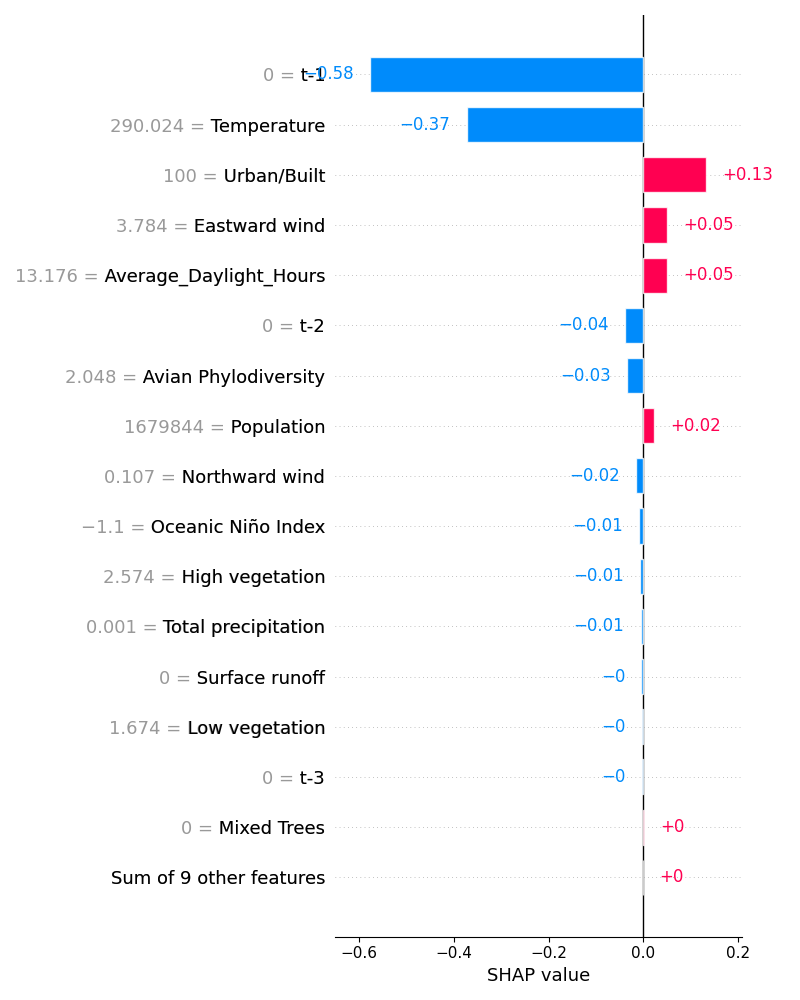 0 = t-1 −0.58
290.024 = Temperature −0.37
100 = Urban/Built +0.13
3.784 = Eastward wind +0.05
13.176 = Average_Daylight_Hours +0.05
0 = t-2 −0.04
2.048 = Avian Phylodiversity −0.03
1679844 = Population +0.02
0.107 = Northward wind −0.02
−1.1 = Oceanic Niño Index −0.01
2.574 = High vegetation −0.01
0.001 = Total precipitation −0.01
0 = Surface runoff −0
1.674 = Low vegetation −0
0 = t-3 −0
0 = Mixed Trees +0
Sum of 9 other features +0
−0.6 −0.4 −0.2 0.0 0.2
SHAP value